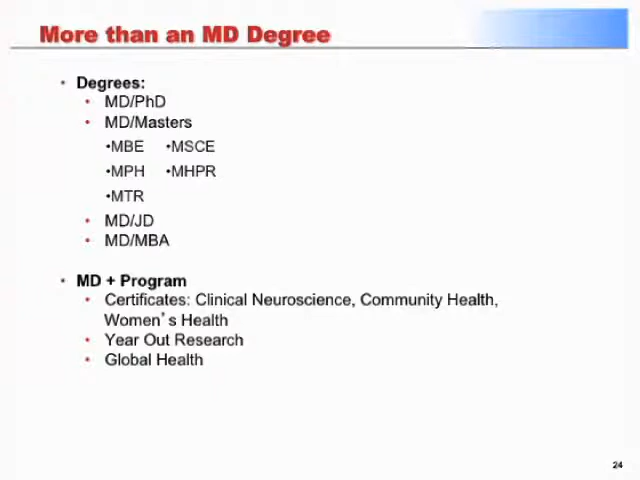 More than an MD Degree
• Degrees:
• MD/PhD
• MD/Masters
•MBE •MSCE
•MPH •MHPR
•MTR
• MD/JD
• MD/MBA
• MD + Program
• Certificates: Clinical Neuroscience, Community Health,
Women’s Health
• Year Out Research
• Global Health
24